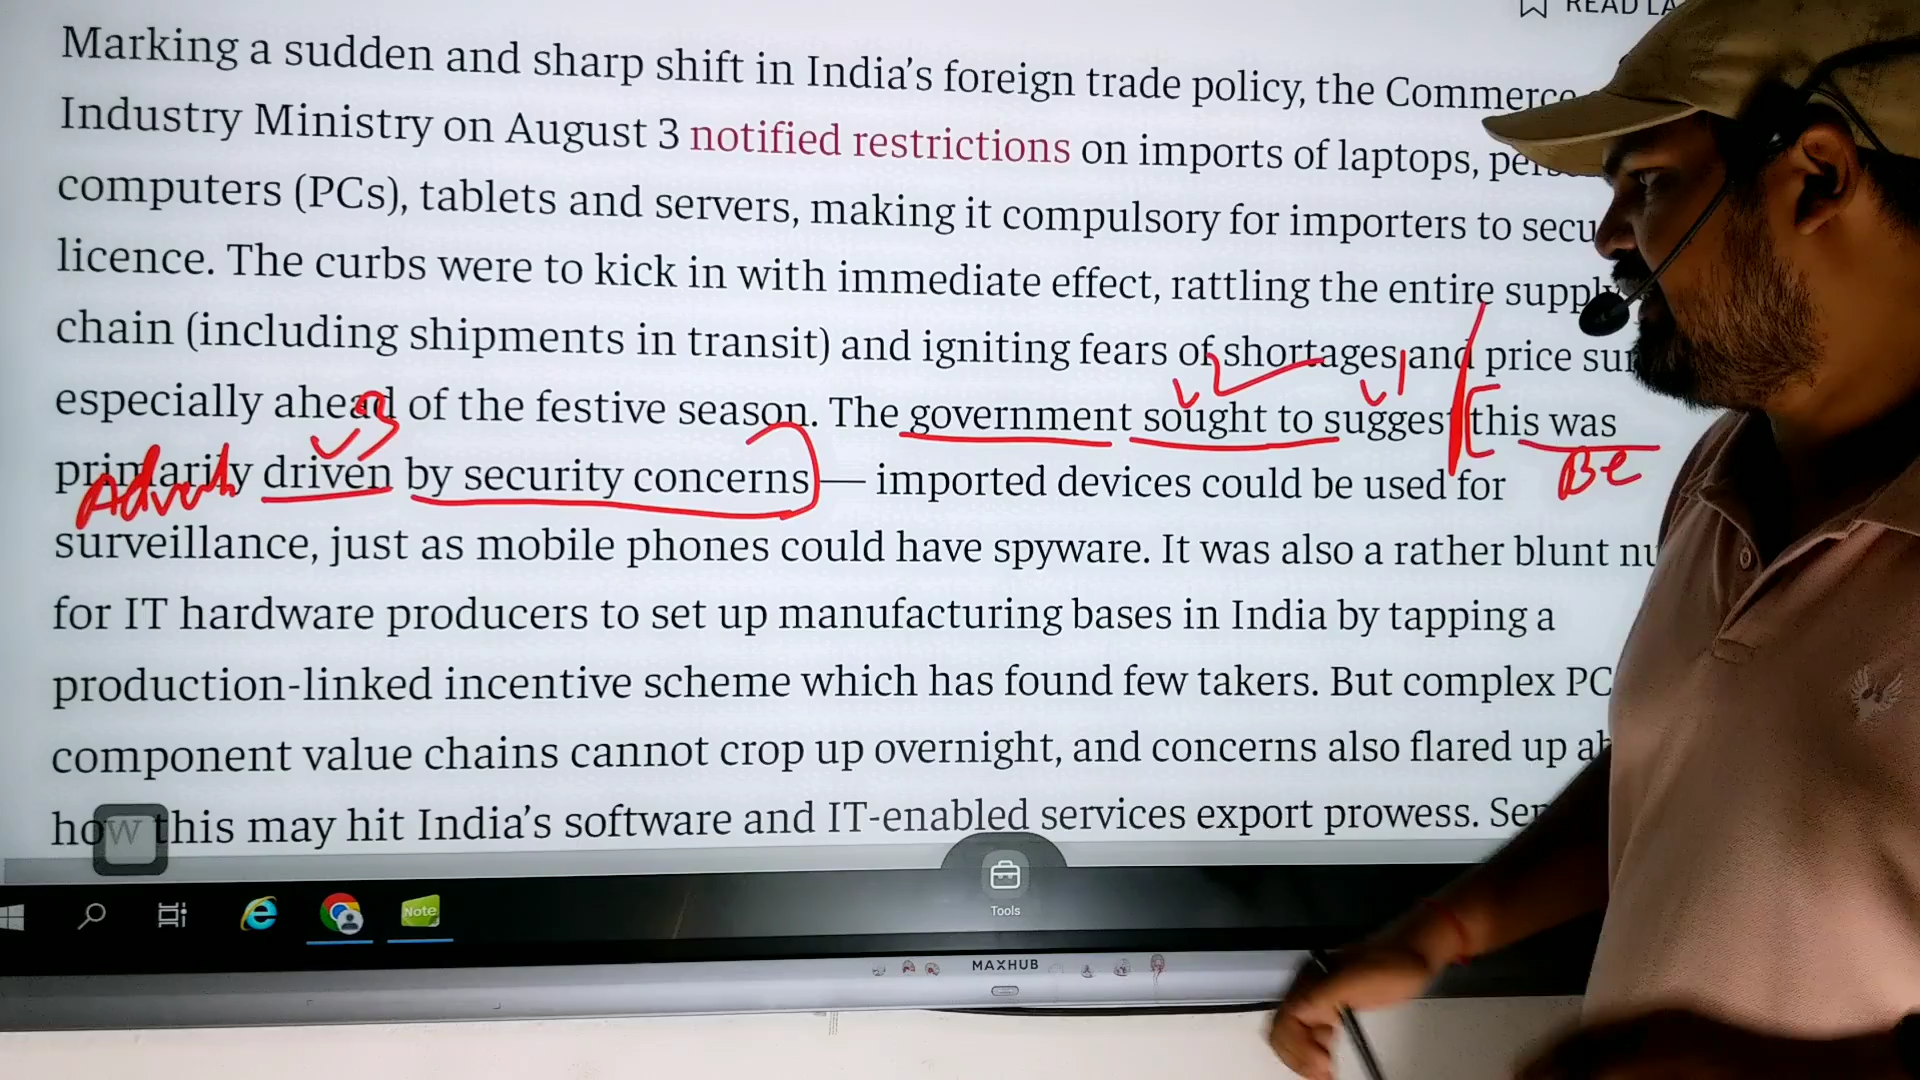 READ LA
Marking a sudden and sharp shift in India's foreign trade policy, the Commerce
Industry Ministry on August 3 notified restrictions on imports of laptops, pers
computers (PCs), tablets and servers, making it compulsory for importers to secu
licence. The curbs were to kick in with immediate effect, rattling the entire supply
chain (including shipments in transit) and igniting fears of shortages and price sur
especially ahead of the festive season. The government sought to suggest this was
primarily driven by security concerns — imported devices could be used for
Be
surveillance, just as mobile phones could have spyware. It was also a rather blunt nu
for IT hardware producers to set up manufacturing bases in India by tapping a
production-linked incentive scheme which has found few takers. But complex PC
component value chains cannot crop up overnight, and concerns also flared up ab
how this may hit India's software and IT-enabled services export prowess. Ser
Note
Tools
MAXHUB